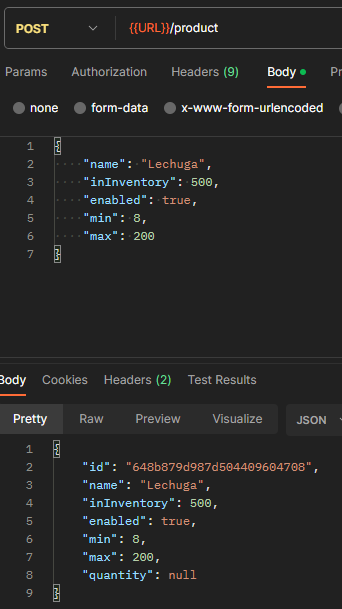 POST {{URL}}/product
Params Authorization Headers (9) Body Pr
none form-data x-www-form-urlencoded
1 {
2 "name": "Lechuga",
3 "inInventory": 500,
4 "enabled": true,
5 "min": 8,
6 "max": 200
7 }
Body Cookies Headers (2) Test Results
Pretty Raw Preview Visualize JSON
1 {
2 "id": "648b879d987d504409604708",
3 "name": "Lechuga",
4 "inInventory": 500,
5 "enabled": true,
6 "min": 8,
7 "max": 200,
8 "quantity": null
9 }